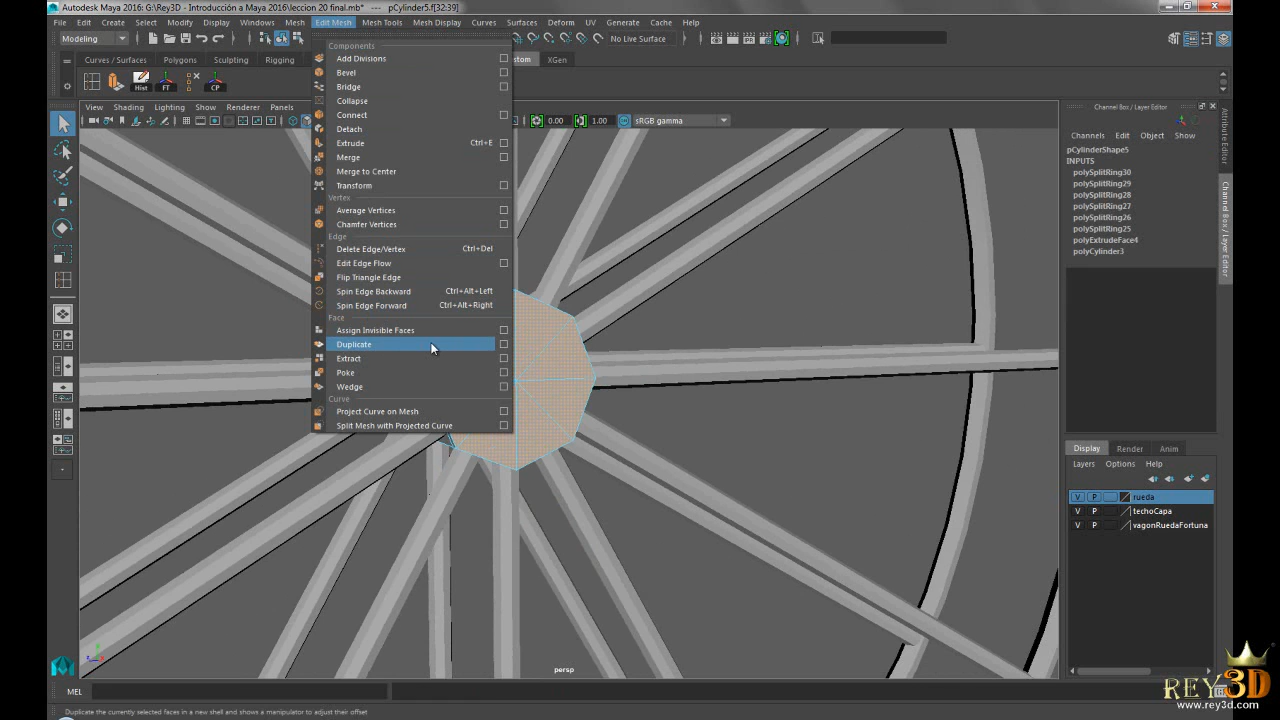 Autodesk Maya 2016: G:\Rey3D\Introducción a Maya 2016\leccion 20 final.mb*   ---   pCylinder5.f[32:39]
File Edit Create Select Modify Display Windows Mesh Edit Mesh Mesh Tools Mesh Display Curves Surfaces Deform UV Generate Cache Help
Modeling No Live Surface
Curves / Surfaces Polygons Sculpting Rigging stom XGen
Hist FT CP
View Shading Lighting Show Renderer Panels 0.00 1.00 sRGB gamma
Components
Add Divisions
Bevel
Bridge
Collapse
Connect
Detach
Extrude Ctrl+E
Merge
Merge to Center
Transform
Vertex
Average Vertices
Chamfer Vertices
Edge
Delete Edge/Vertex Ctrl+Del
Edit Edge Flow
Flip Triangle Edge
Spin Edge Backward Ctrl+Alt+Left
Spin Edge Forward Ctrl+Alt+Right
Face
Assign Invisible Faces
Duplicate
Extract
Poke
Wedge
Curve
Project Curve on Mesh
Split Mesh with Projected Curve
persp
Channel Box / Layer Editor
Channels Edit Object Show
pCylinderShape5
INPUTS
polySplitRing30
polySplitRing29
polySplitRing28
polySplitRing27
polySplitRing26
polySplitRing25
polyExtrudeFace4
polyCylinder3
Attribute Editor
Channel Box / Layer Editor
Display Render Anim
Layers Options Help
V P rueda
V P techoCapa
V P vagonRuedaFortuna
MEL
Duplicate the currently selected faces in a new shell and shows a manipulator to adjust their offset
REY3D
www.rey3d.com